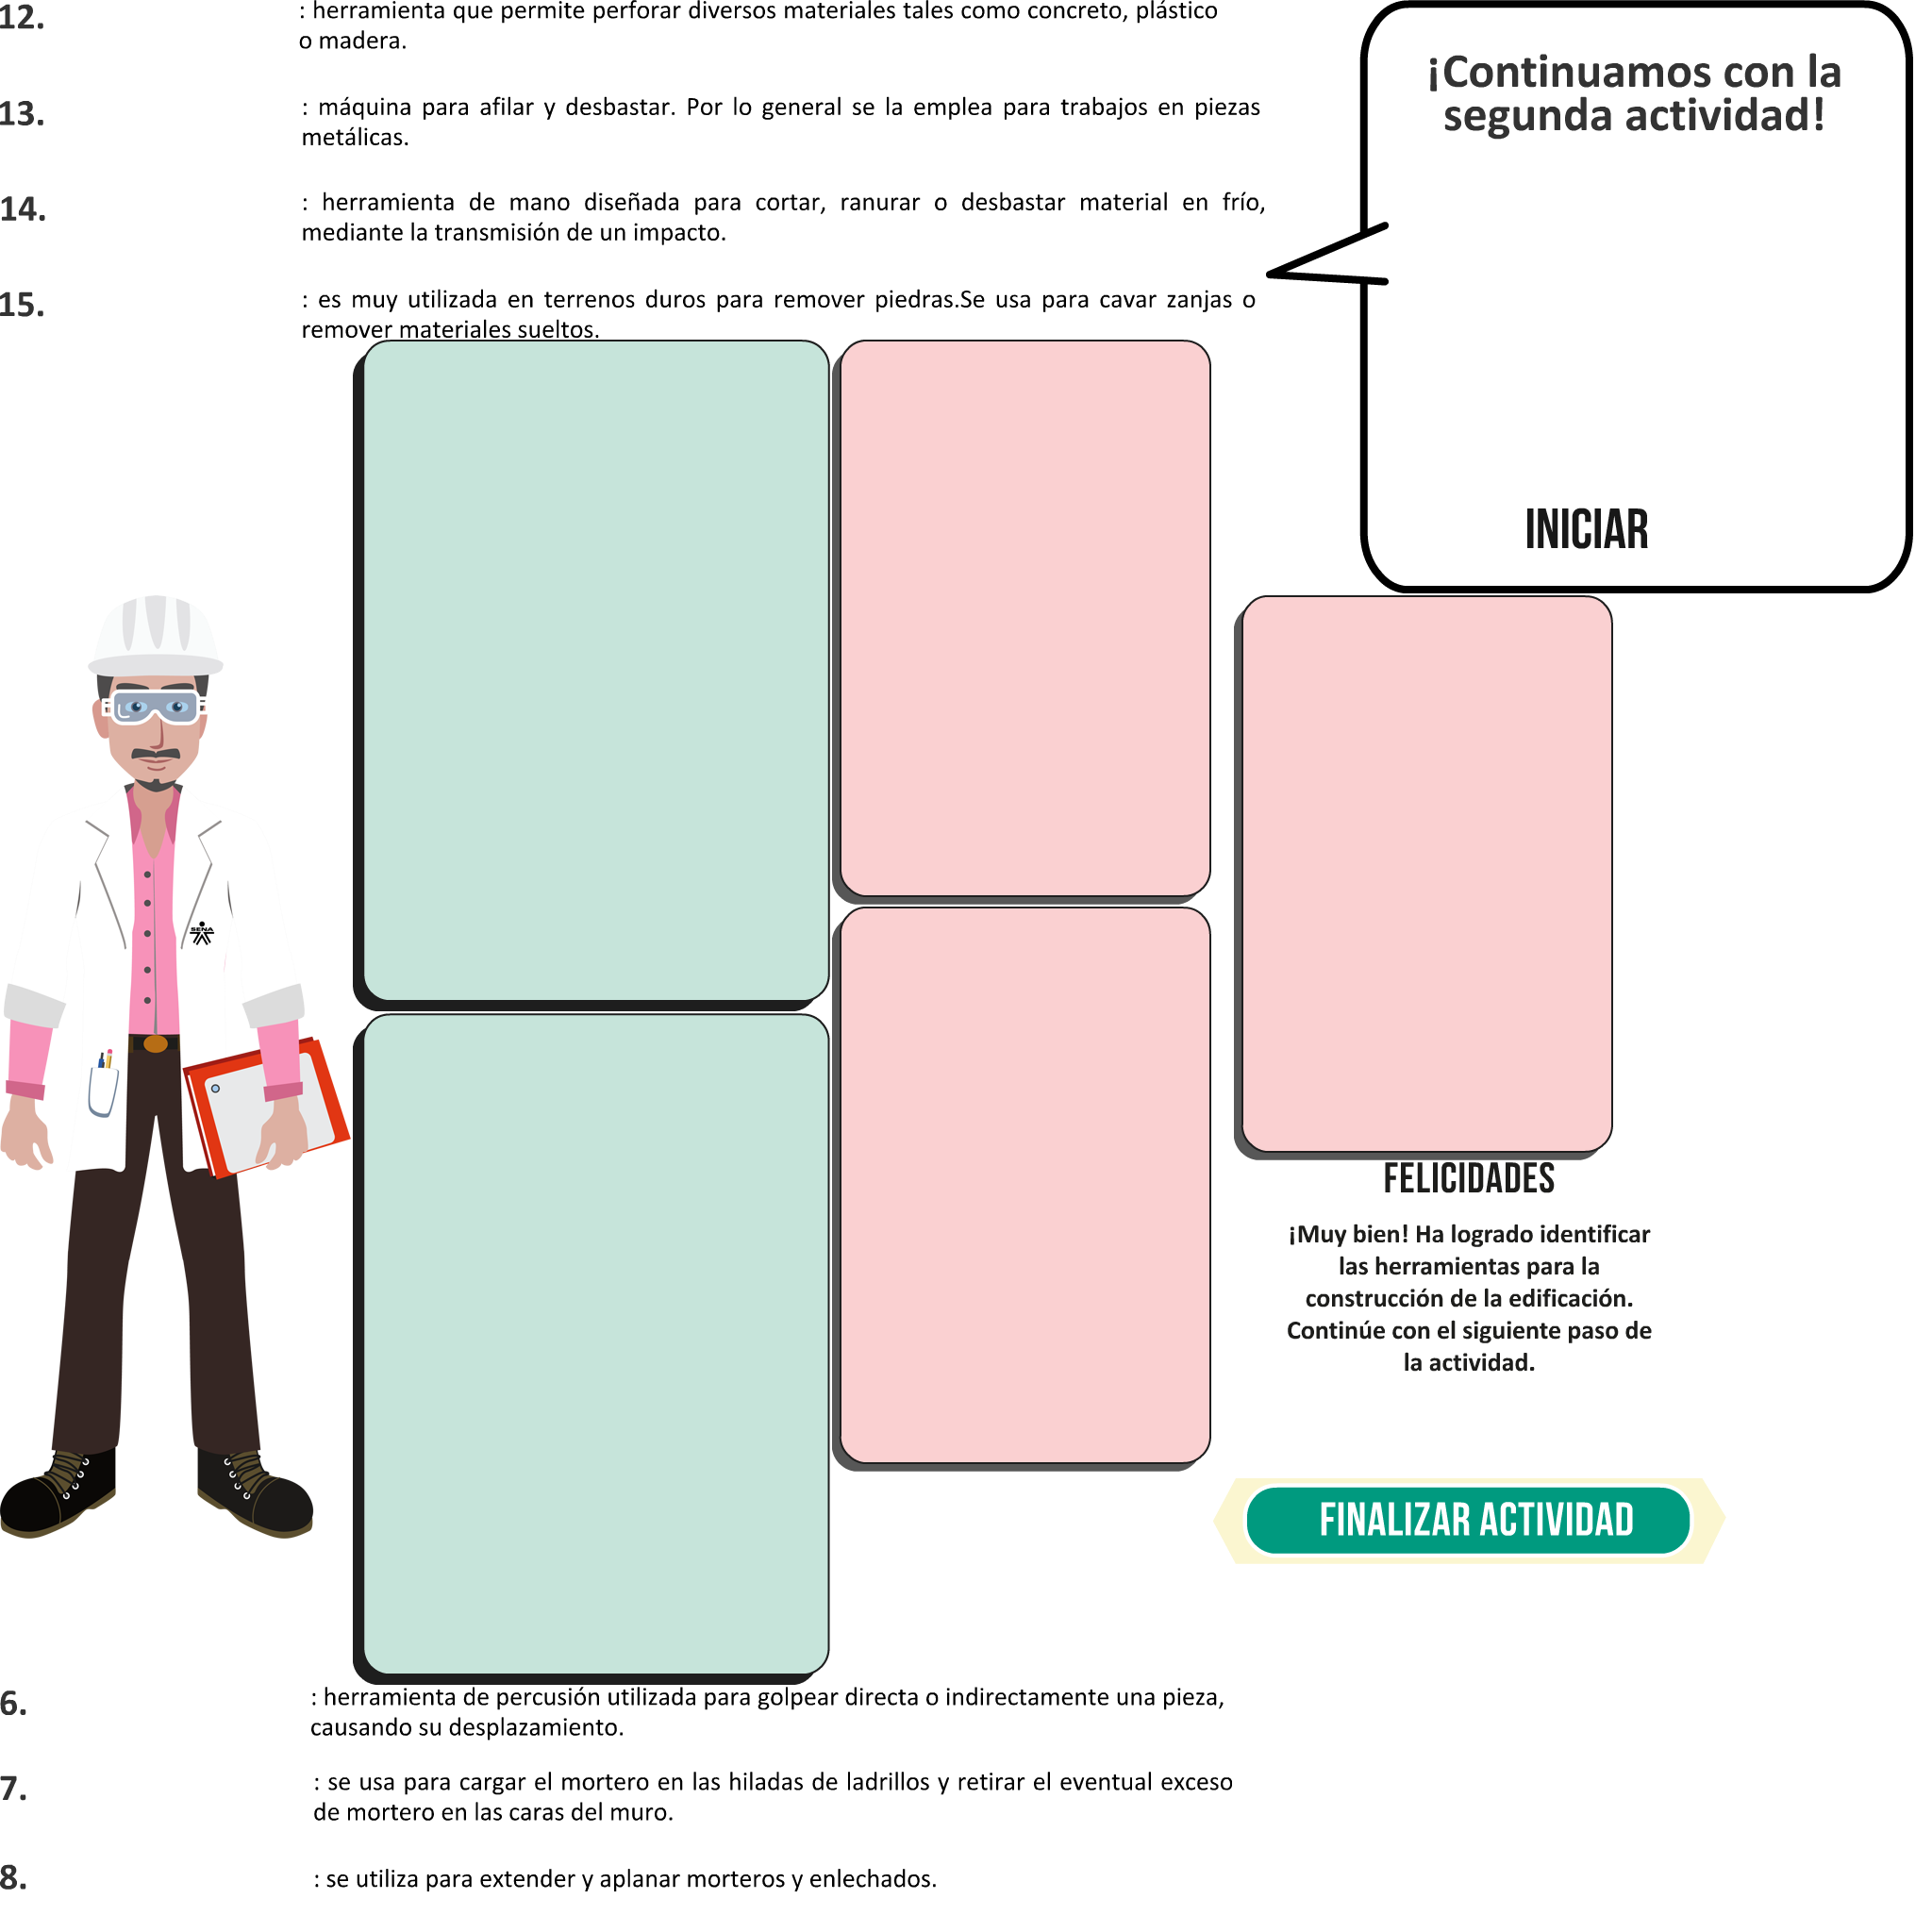 12.
: herramienta que permite perforar diversos materiales tales como concreto, plástico
o madera.
13.
: máquina para afilar y desbastar. Por lo general se la emplea para trabajos en piezas
metálicas.
14.
: herramienta de mano diseñada para cortar, ranurar o desbastar material en frío,
mediante la transmisión de un impacto.
15.
: es muy utilizada en terrenos duros para remover piedras.Se usa para cavar zanjas o
remover materiales sueltos.
¡Continuamos con la
segunda actividad!
INICIAR
SENA
FELICIDADES
¡Muy bien! Ha logrado identificar
las herramientas para la
construcción de la edificación.
Continúe con el siguiente paso de
la actividad.
FINALIZAR ACTIVIDAD
6.
: herramienta de percusión utilizada para golpear directa o indirectamente una pieza,
causando su desplazamiento.
7.
: se usa para cargar el mortero en las hiladas de ladrillos y retirar el eventual exceso
de mortero en las caras del muro.
8.
: se utiliza para extender y aplanar morteros y enlechados.